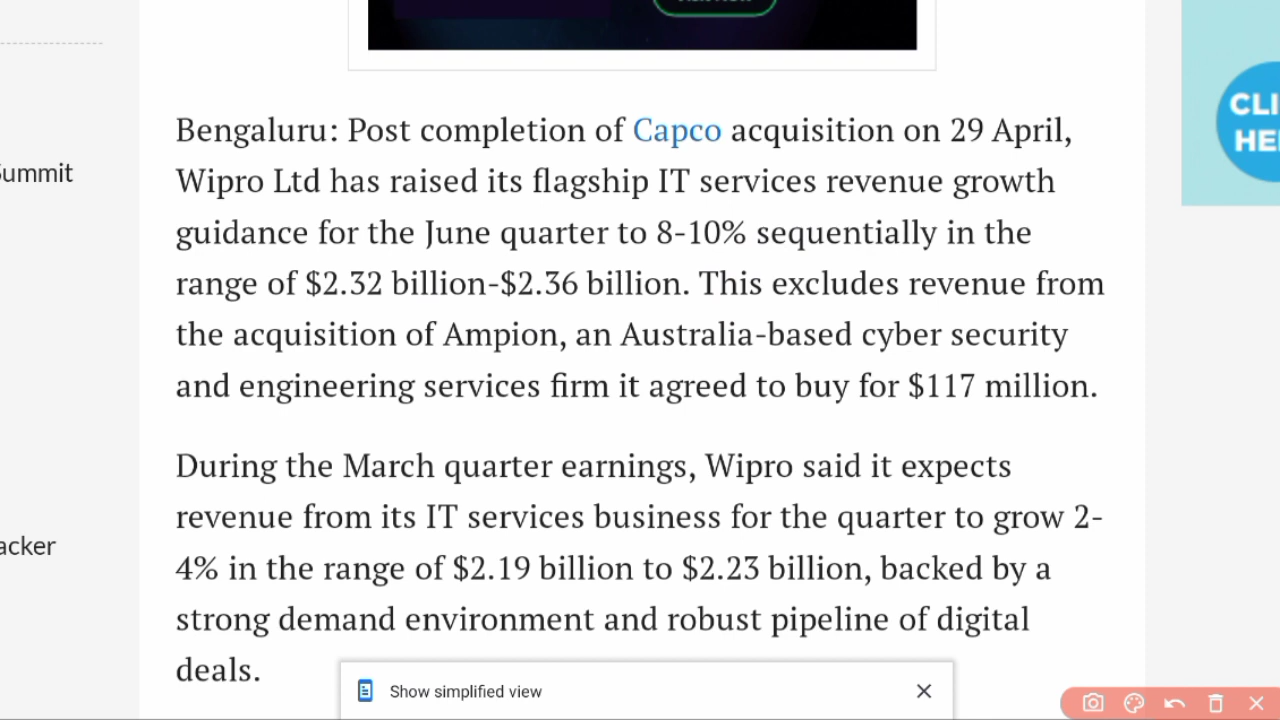 CLI
HE
Bengaluru: Post completion of Capco acquisition on 29 April,
Summit
Wipro Ltd has raised its flagship IT services revenue growth
guidance for the June quarter to 8-10% sequentially in the
range of $2.32 billion-$2.36 billion. This excludes revenue from
the acquisition of Ampion, an Australia-based cyber security
and engineering services firm it agreed to buy for $117 million.
During the March quarter earnings, Wipro said it expects
revenue from its IT services business for the quarter to grow 2-
acker
4% in the range of $2.19 billion to $2.23 billion, backed by a
strong demand environment and robust pipeline of digital
deals.
Show simplified view